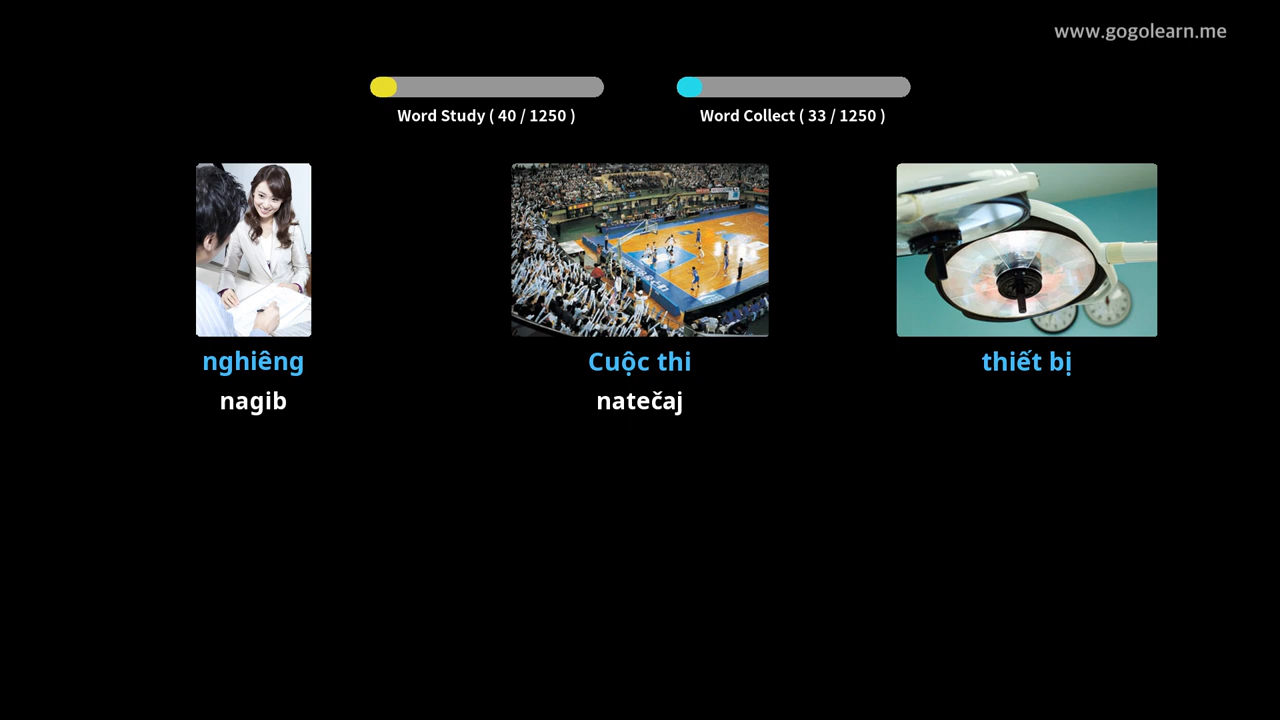 www.gogolearn.me
Word Study ( 40 / 1250 )
Word Collect ( 33 / 1250 )
nghiêng
Cuộc thi
thiết bị
nagib
natečaj